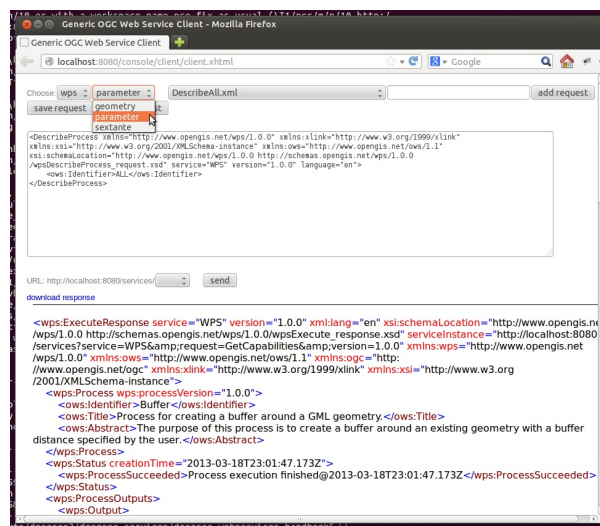 Generic OGC Web Service Client - Mozilla Firefox
Generic OGC Web Service Client
localhost:8080/console/client/client.xhtml
Google
Choose: wps parameter DescribeAll.xml add request
geometry
parameter
sextante
save request
<DescribeProcess xmlns="http://www.opengis.net/wps/1.0.0" xmlns:xlink="http://www.w3.org/1999/xlink"
xmlns:xsi="http://www.w3.org/2001/XMLSchema-instance" xmlns:ows="http://www.opengis.net/ows/1.1"
xsi:schemaLocation="http://www.opengis.net/wps/1.0.0 http://schemas.opengis.net/wps/1.0.0
/wpsDescribeProcess_request.xsd" service="WPS" version="1.0.0" language="en">
<ows:Identifier>ALL</ows:Identifier>
</DescribeProcess>
URL: http://localhost:8080/services/ send
download response
<wps:ExecuteResponse service="WPS" version="1.0.0" xml:lang="en" xsi:schemaLocation="http://www.opengis.ne
/wps/1.0.0 http://schemas.opengis.net/wps/1.0.0/wpsExecute_response.xsd" serviceInstance="http://localhost:8080
/services?service=WPS&amp;request=GetCapabilities&amp;version=1.0.0" xmlns:wps="http://www.opengis.net
/wps/1.0.0" xmlns:ows="http://www.opengis.net/ows/1.1" xmlns:ogc="http:
//www.opengis.net/ogc" xmlns:xlink="http://www.w3.org/1999/xlink" xmlns:xsi="http://www.w3.org
/2001/XMLSchema-instance">
<wps:Process wps:processVersion="1.0.0">
<ows:Identifier>Buffer</ows:Identifier>
<ows:Title>Process for creating a buffer around a GML geometry.</ows:Title>
<ows:Abstract>The purpose of this process is to create a buffer around an existing geometry with a buffer
distance specified by the user.</ows:Abstract>
</wps:Process>
<wps:Status creationTime="2013-03-18T23:01:47.173Z">
<wps:ProcessSucceeded>Process execution finished@2013-03-18T23:01:47.173Z</wps:ProcessSucceeded>
</wps:Status>
<wps:ProcessOutputs>
<wps:Output>